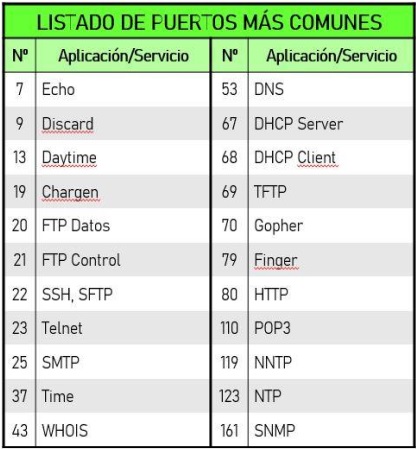 LISTADO DE PUERTOS MÁS COMUNES
Nº Aplicación/Servicio Nº Aplicación/Servicio
7 Echo 53 DNS
9 Discard 67 DHCP Server
13 Daytime 68 DHCP Client
19 Chargen 69 TFTP
20 FTP Datos 70 Gopher
21 FTP Control 79 Finger
22 SSH, SFTP 80 HTTP
23 Telnet 110 POP3
25 SMTP 119 NNTP
37 Time 123 NTP
43 WHOIS 161 SNMP